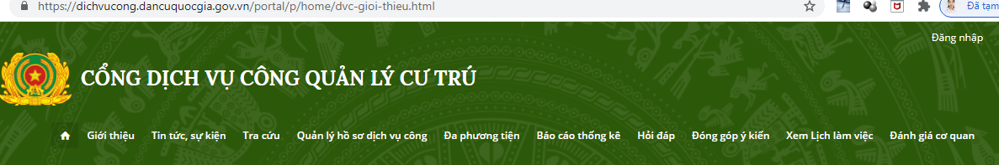 https://dichvucong.dancuquocgia.gov.vn/portal/p/home/dvc-gioi-thieu.html
Đã tạm
Đăng nhập
CỔNG DỊCH VỤ CÔNG QUẢN LÝ CƯ TRÚ
Giới thiệu Tin tức, sự kiện Tra cứu Quản lý hồ sơ dịch vụ công Đa phương tiện Báo cáo thống kê Hỏi đáp Đóng góp ý kiến Xem Lịch làm việc Đánh giá cơ quan